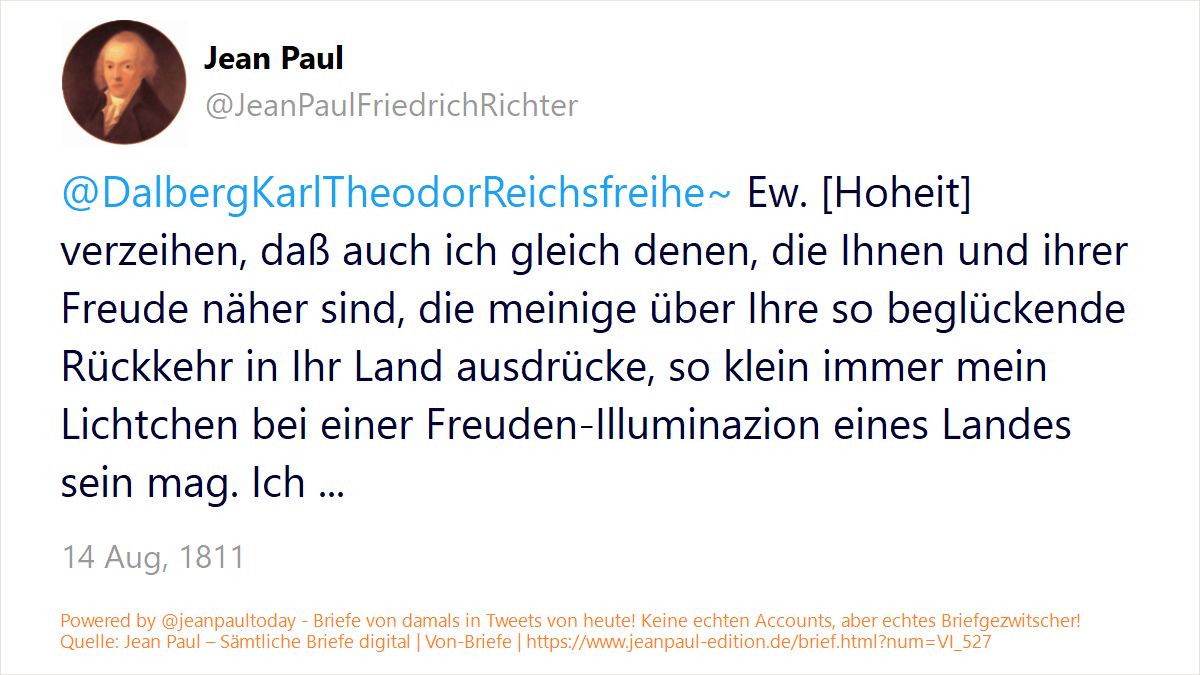 Jean Paul
@JeanPaulFriedrichRichter
@DalbergKarlTheodorReichsfreihe~ Ew. [Hoheit]
verzeihen, daß auch ich gleich denen, die Ihnen und ihrer
Freude näher sind, die meinige über Ihre so beglückende
Rückkehr in Ihr Land ausdrücke, so klein immer mein
Lichtchen bei einer Freuden-Illuminazion eines Landes
sein mag. Ich ...
14 Aug, 1811
Powered by @jeanpaultoday - Briefe von damals in Tweets von heute! Keine echten Accounts, aber echtes Briefgezwitscher!
Quelle: Jean Paul – Sämtliche Briefe digital | Von-Briefe | https://www.jeanpaul-edition.de/brief.html?num=VI_527